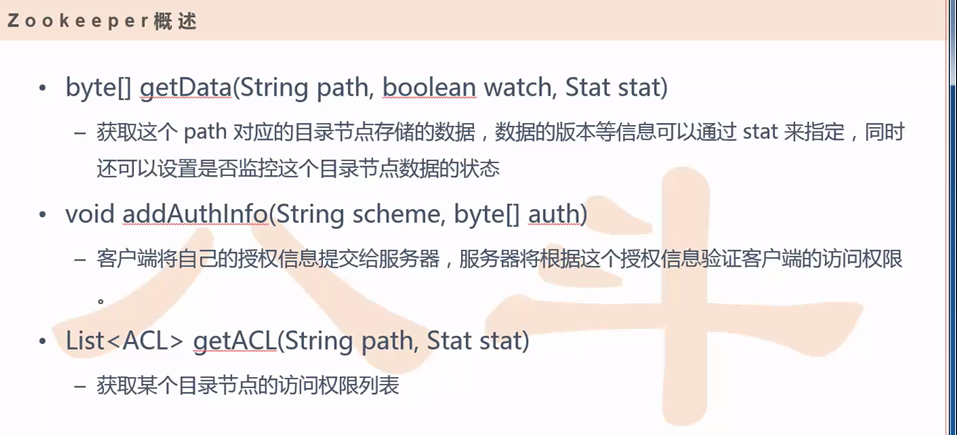 Zookeeper概述
• byte[] getData(String path, boolean watch, Stat stat)
– 获取这个 path 对应的目录节点存储的数据，数据的版本等信息可以通过 stat 来指定，同时
还可以设置是否监控这个目录节点数据的状态
• void addAuthInfo(String scheme, byte[] auth)
– 客户端将自己的授权信息提交给服务器，服务器将根据这个授权信息验证客户端的访问权限
。
• List<ACL> getACL(String path, Stat stat)
– 获取某个目录节点的访问权限列表
八斗